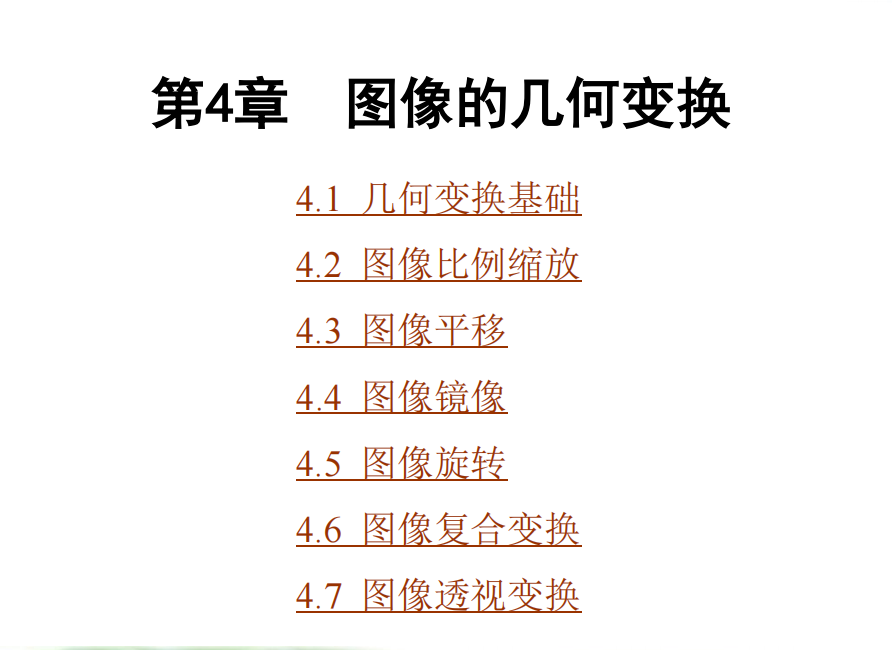 第4章 图像的几何变换
4.1 几何变换基础
4.2 图像比例缩放
4.3 图像平移
4.4 图像镜像
4.5 图像旋转
4.6 图像复合变换
4.7 图像透视变换